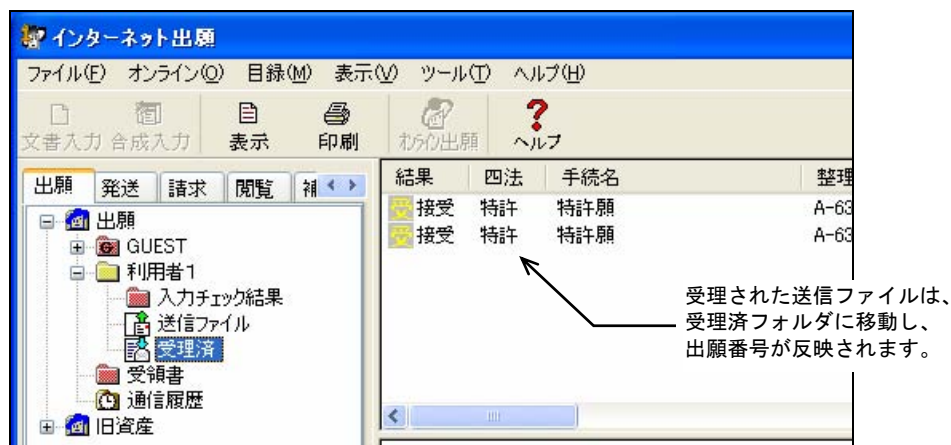 インターネット出願
ファイル(F) オンライン(O) 目録(M) 表示(V) ツール(T) ヘルプ(H)
文書入力 合成入力 表示 印刷 オンライン出願 ヘルプ
出願 発送 請求 閲覧
結果 四法 手続名 整理
受 接受 特許 特許願 A-63
受 接受 特許 特許願 A-63
出願
GUEST
利用者1
入力チェック結果
送信ファイル
受理済
受領書
通信履歴
旧資産
受理された送信ファイルは、
受理済フォルダに移動し、
出願番号が反映されます。